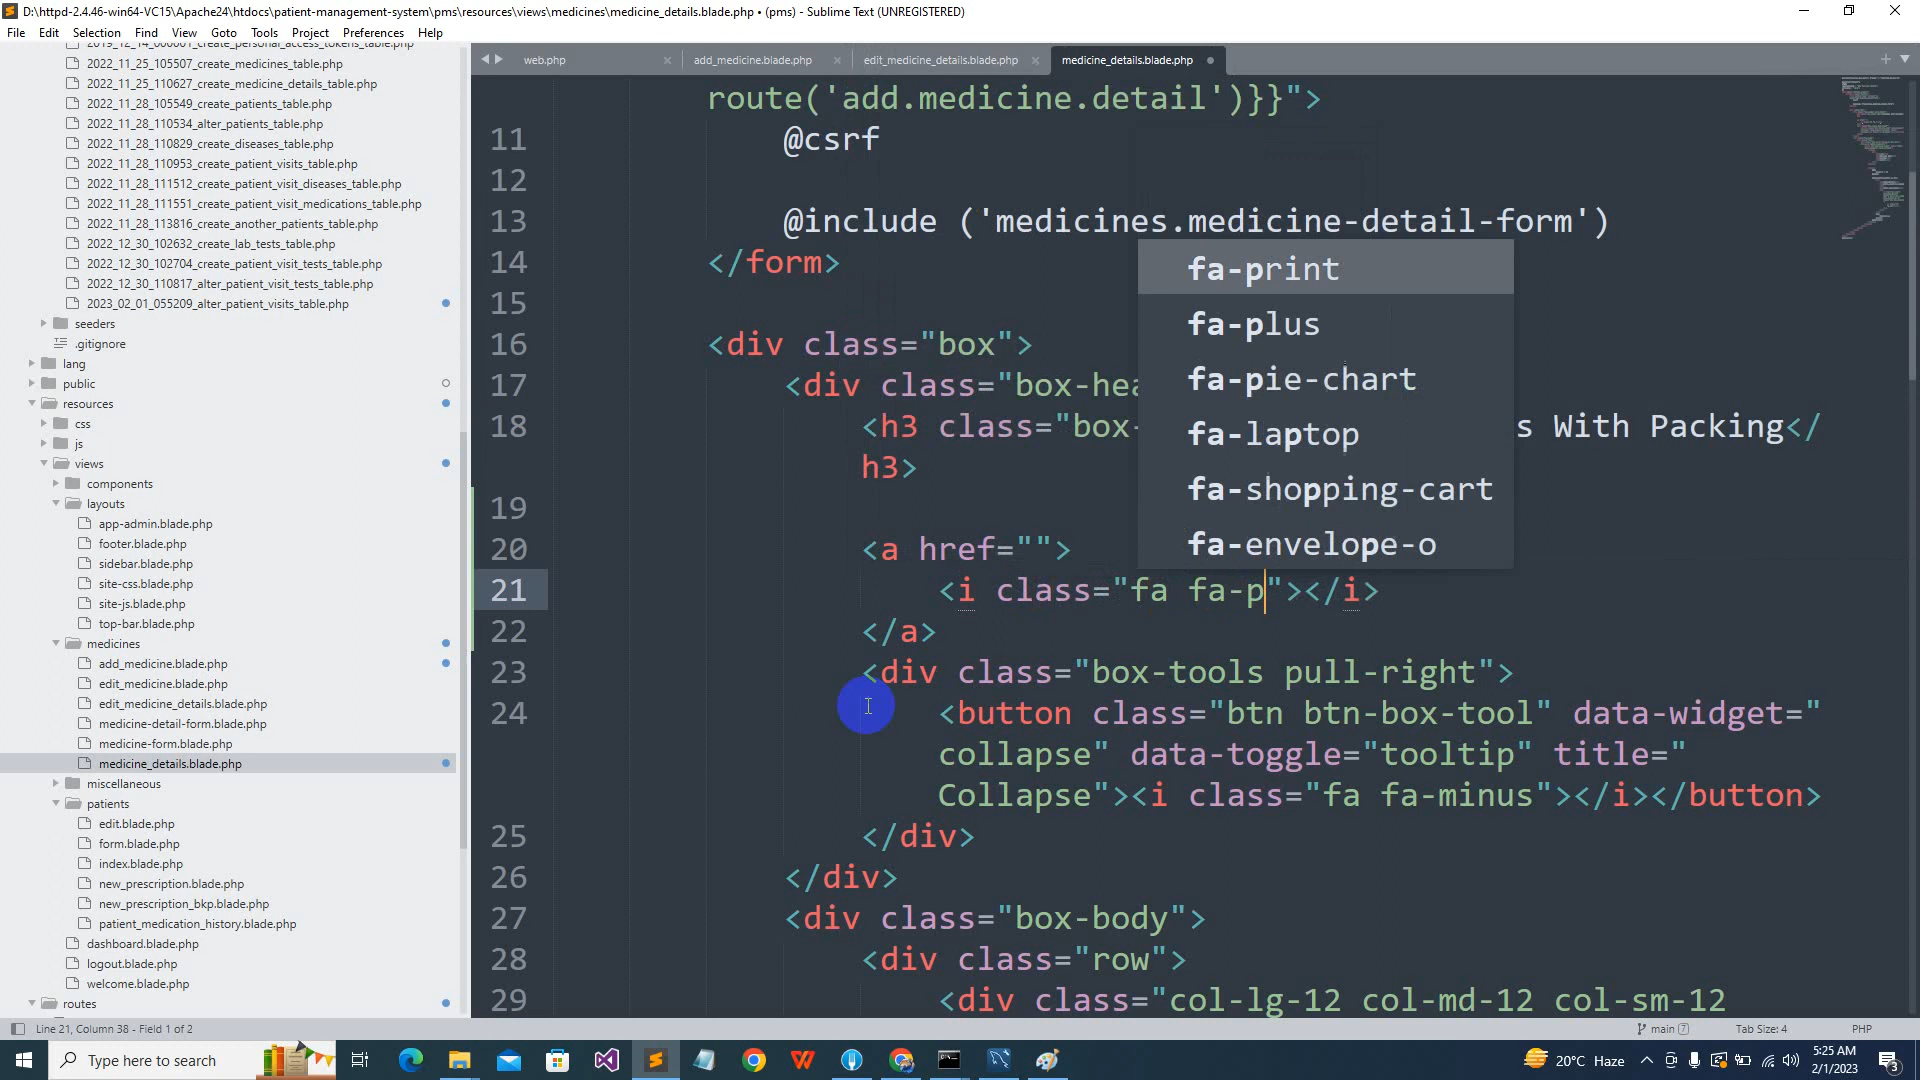 D:\httpd-2.4.46-win64-VC15\Apache24\htdocs\patient-management-system\pms\resources\views\medicines\medicine_details.blade.php • (pms) - Sublime Text (UNREGISTERED)
File Edit Selection Find View Goto Tools Project Preferences Help
2019_12_14_000001_create_personal_access_tokens_table.php
2022_11_25_105507_create_medicines_table.php
2022_11_25_110627_create_medicine_details_table.php
2022_11_28_105549_create_patients_table.php
2022_11_28_110534_alter_patients_table.php
2022_11_28_110829_create_diseases_table.php
2022_11_28_110953_create_patient_visits_table.php
2022_11_28_111512_create_patient_visit_diseases_table.php
2022_11_28_111551_create_patient_visit_medications_table.php
2022_11_28_113816_create_another_patients_table.php
2022_12_30_102632_create_lab_tests_table.php
2022_12_30_102704_create_patient_visit_tests_table.php
2022_12_30_110817_alter_patient_visit_tests_table.php
2023_02_01_055209_alter_patient_visits_table.php
seeders
.gitignore
lang
public
resources
css
js
views
components
layouts
app-admin.blade.php
footer.blade.php
sidebar.blade.php
site-css.blade.php
site-js.blade.php
top-bar.blade.php
medicines
add_medicine.blade.php
edit_medicine.blade.php
edit_medicine_details.blade.php
medicine-detail-form.blade.php
medicine-form.blade.php
medicine_details.blade.php
miscellaneous
patients
edit.blade.php
form.blade.php
index.blade.php
new_prescription.blade.php
new_prescription_bkp.blade.php
patient_medication_history.blade.php
dashboard.blade.php
logout.blade.php
welcome.blade.php
routes
web.php add_medicine.blade.php edit_medicine_details.blade.php medicine_details.blade.php
route('add.medicine.detail')}}">
11 @csrf
12
13 @include ('medicines.medicine-detail-form')
14 </form>
15
16 <div class="box">
17 <div class="box-hea
18 <h3 class="box- s With Packing</
h3>
19
20 <a href="">
21 <i class="fa fa-p"></i>
22 </a>
23 <div class="box-tools pull-right">
24 <button class="btn btn-box-tool" data-widget="
collapse" data-toggle="tooltip" title="
Collapse"><i class="fa fa-minus"></i></button>
25 </div>
26 </div>
27 <div class="box-body">
28 <div class="row">
29 <div class="col-lg-12 col-md-12 col-sm-12
fa-print
fa-plus
fa-pie-chart
fa-laptop
fa-shopping-cart
fa-envelope-o
Line 21, Column 38 - Field 1 of 2 main 7 Tab Size: 4 PHP
Type here to search 20°C Haze 5:25 AM
2/1/2023 3